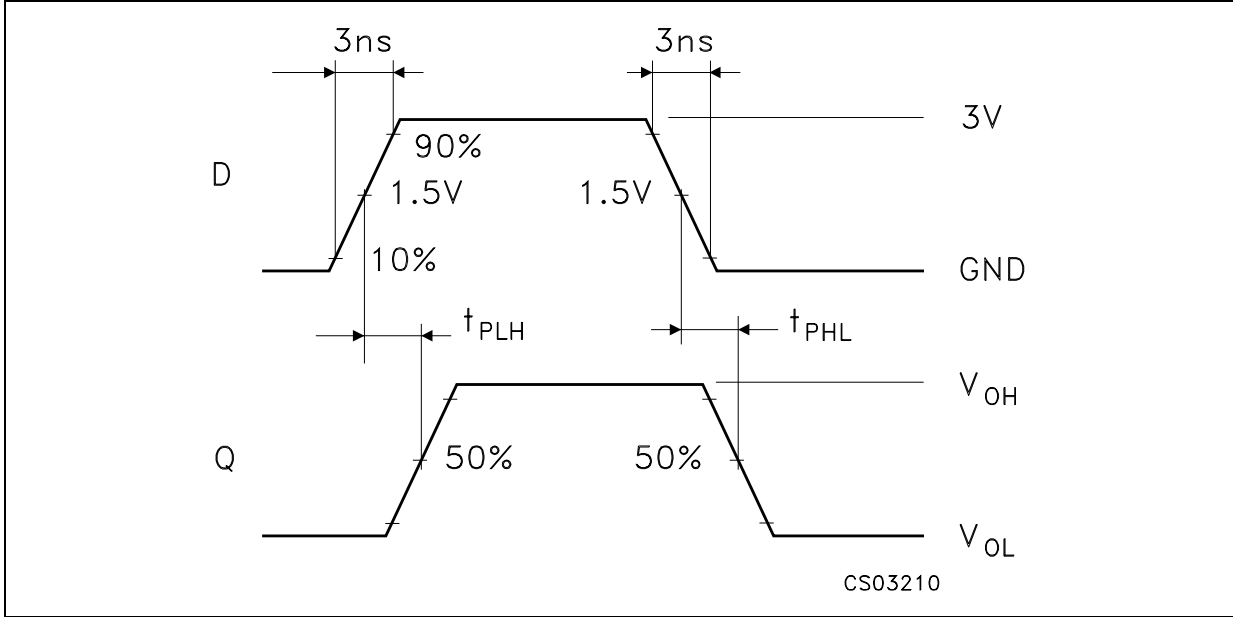 3ns 3ns
3V
90%
D
1.5V 1.5V
10%
GND
tPLH tPHL
VOH
Q
50% 50%
VOL
CS03210